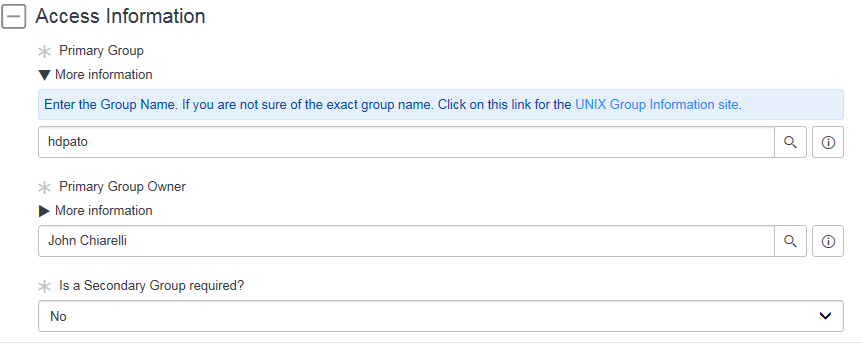 Access Information
Primary Group
More information
Enter the Group Name. If you are not sure of the exact group name. Click on this link for the UNIX Group Information site.
hdpato
Primary Group Owner
More information
John Chiarelli
Is a Secondary Group required?
No